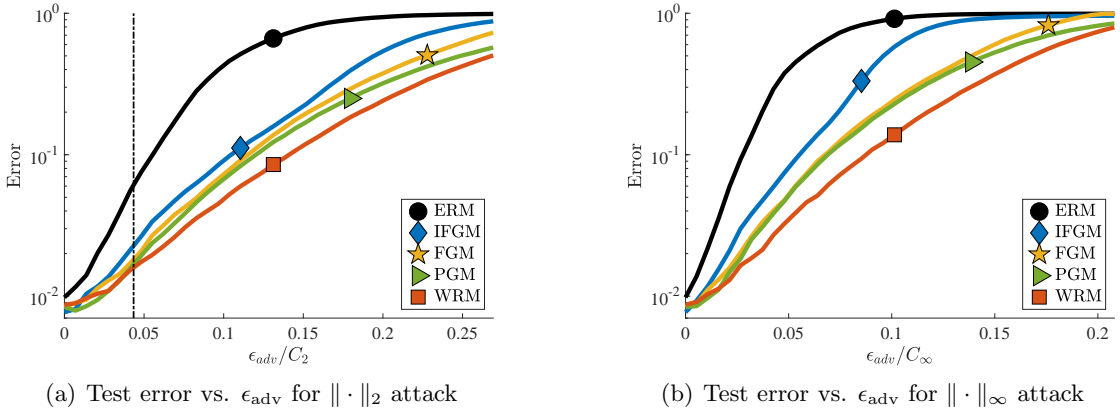 10^0
10^-1
10^-2
Error
0
0.05
0.1
0.15
0.2
0.25
ϵ_adv/C_2
ERM
IFGM
FGM
PGM
WRM
(a) Test error vs. ϵ_adv for ‖ · ‖_2 attack
10^0
10^-1
10^-2
Error
0
0.05
0.1
0.15
0.2
ϵ_adv/C_∞
ERM
IFGM
FGM
PGM
WRM
(b) Test error vs. ϵ_adv for ‖ · ‖_∞ attack